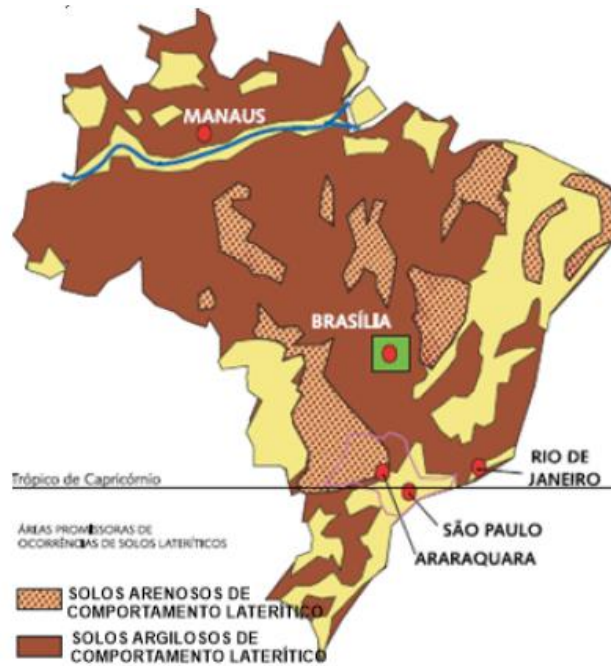 MANAUS
BRASÍLIA
RIO DE
JANEIRO
Trópico de Capricórnio
SÃO PAULO
ARARAQUARA
ÁREAS PROMISSORAS DE
OCORRÊNCIAS DE SOLOS LATERÍTICOS
SOLOS ARENOSOS DE
COMPORTAMENTO LATERÍTICO
SOLOS ARGILOSOS DE
COMPORTAMENTO LATERÍTICO